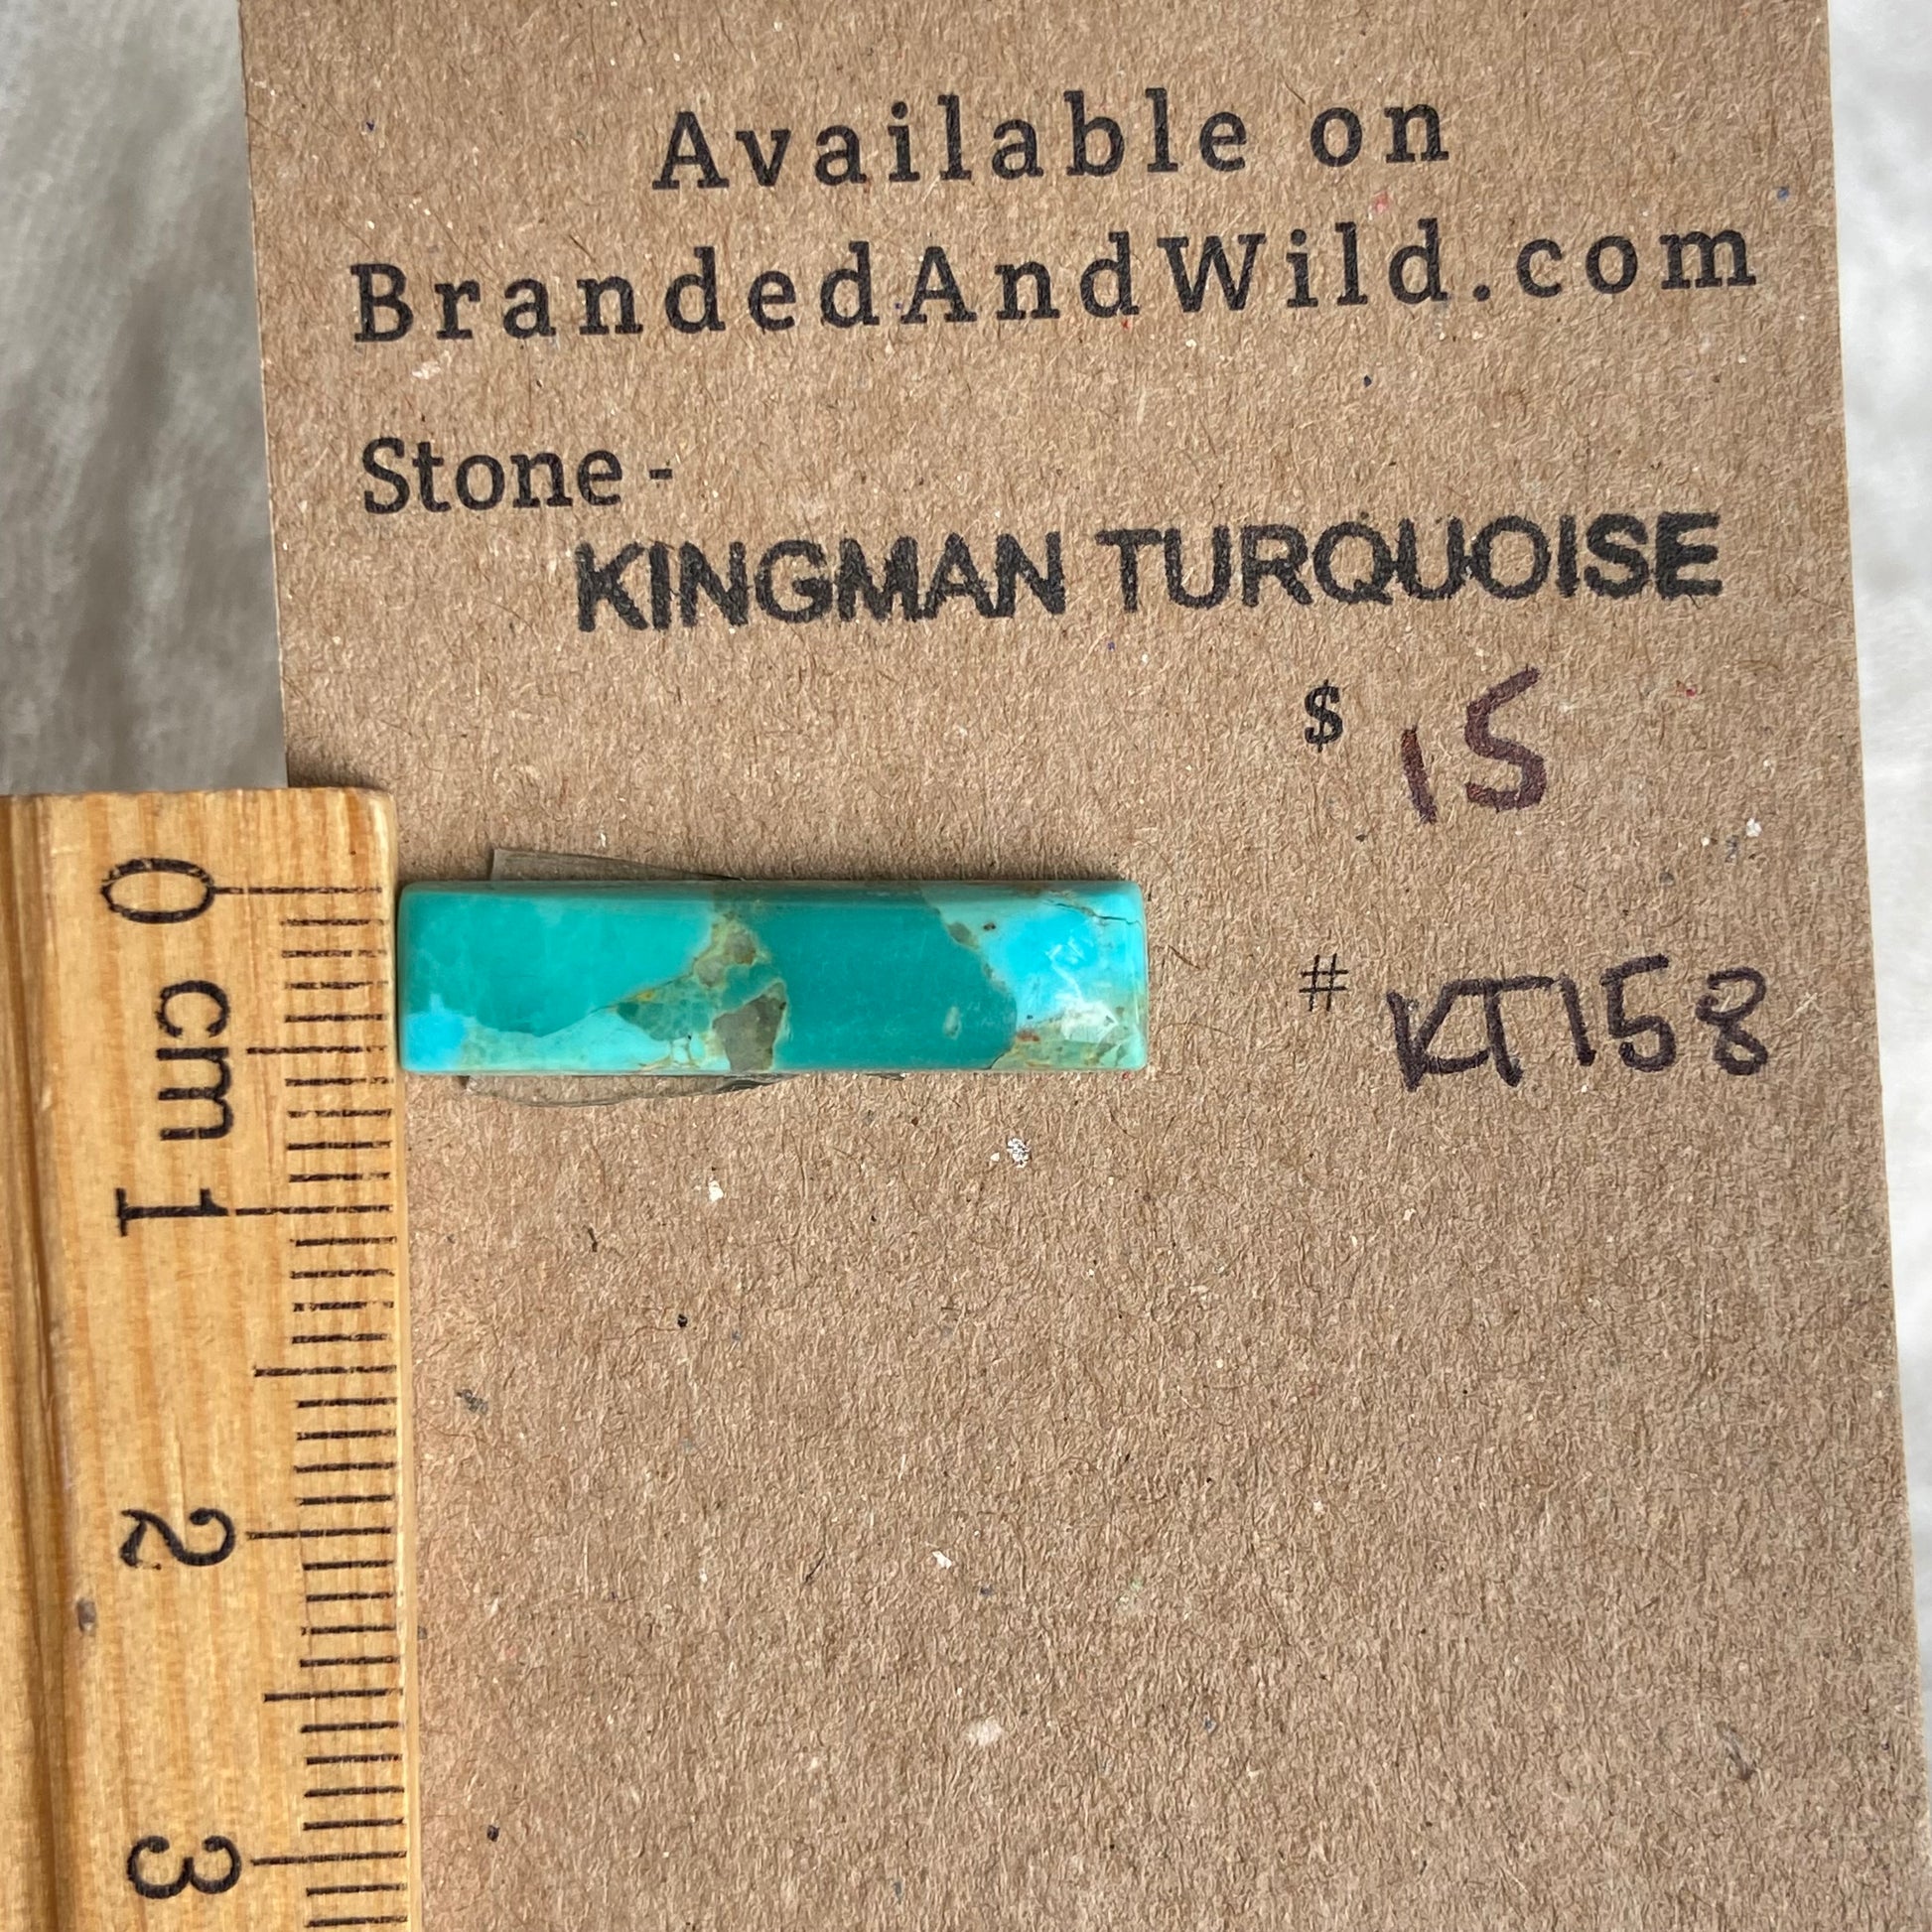 Available on
BrandedAndWild.com
Stone -
KINGMAN TURQUOISE
$ 15
# KT158
0 cm 1 2 3